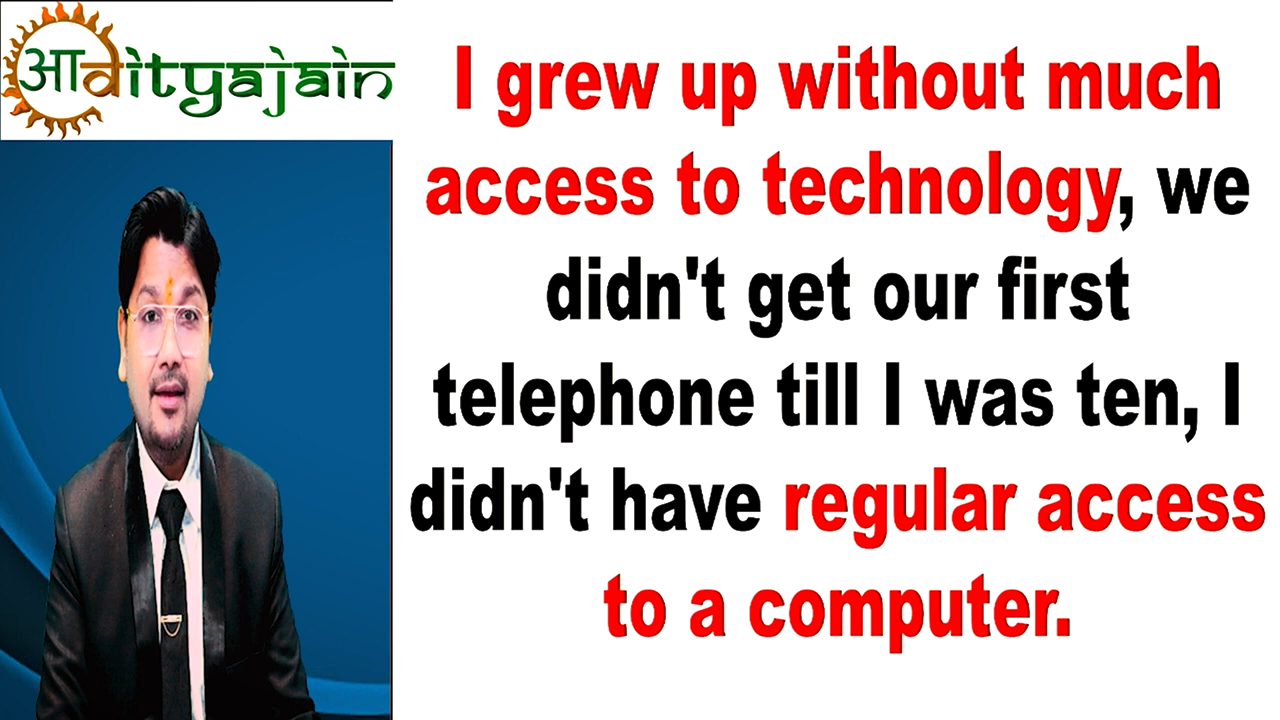 आdityajain
I grew up without much
access to technology, we
didn't get our first
telephone till I was ten, I
didn't have regular access
to a computer.